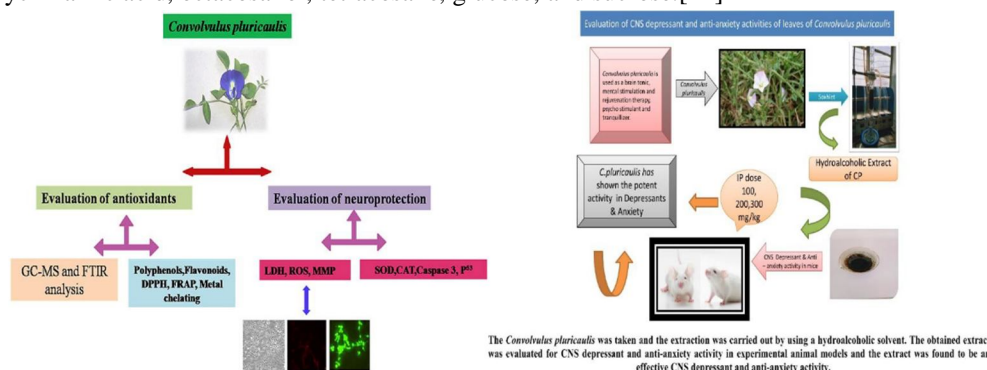 Convolvulus pluricaulis
Evaluation of antioxidants
Evaluation of neuroprotection
GC-MS and FTIR
analysis
Polyphenols,Flavonoids,
DPPH, FRAP, Metal
chelating
LDH, ROS, MMP
SOD,CAT,Caspase 3, P53
Evaluation of CNS depressant and anti-anxiety activities of leaves of Convolvulus pluricaulis
Convolvulus pluricaulis is
used as a brain tonic,
mental stimulation and
rejuvenation therapy,
psycho stimulant and
tranquilizer.
Convolvulus
pluricaulis
Soxhlet
Hydroalcoholic Extract
of CP
C.pluricaulis has
shown the potent
activity in Depressants
& Anxiety
IP dose
100,
200,300
mg/kg
CNS Depressant & Anti
– anxiety activity in mice
The Convolvulus pluricaulis was taken and the extraction was carried out by using a hydroalcoholic solvent. The obtained extract
was evaluated for CNS depressant and anti-anxiety activity in experimental animal models and the extract was found to be an
effective CNS depressant and anti-anxiety activity.